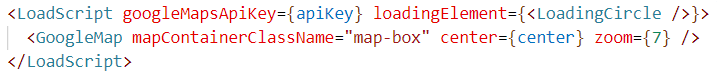 <LoadScript googleMapsApiKey={apiKey} loadingElement={<LoadingCircle />}>
  <GoogleMap mapContainerClassName="map-box" center={center} zoom={7} />
</LoadScript>